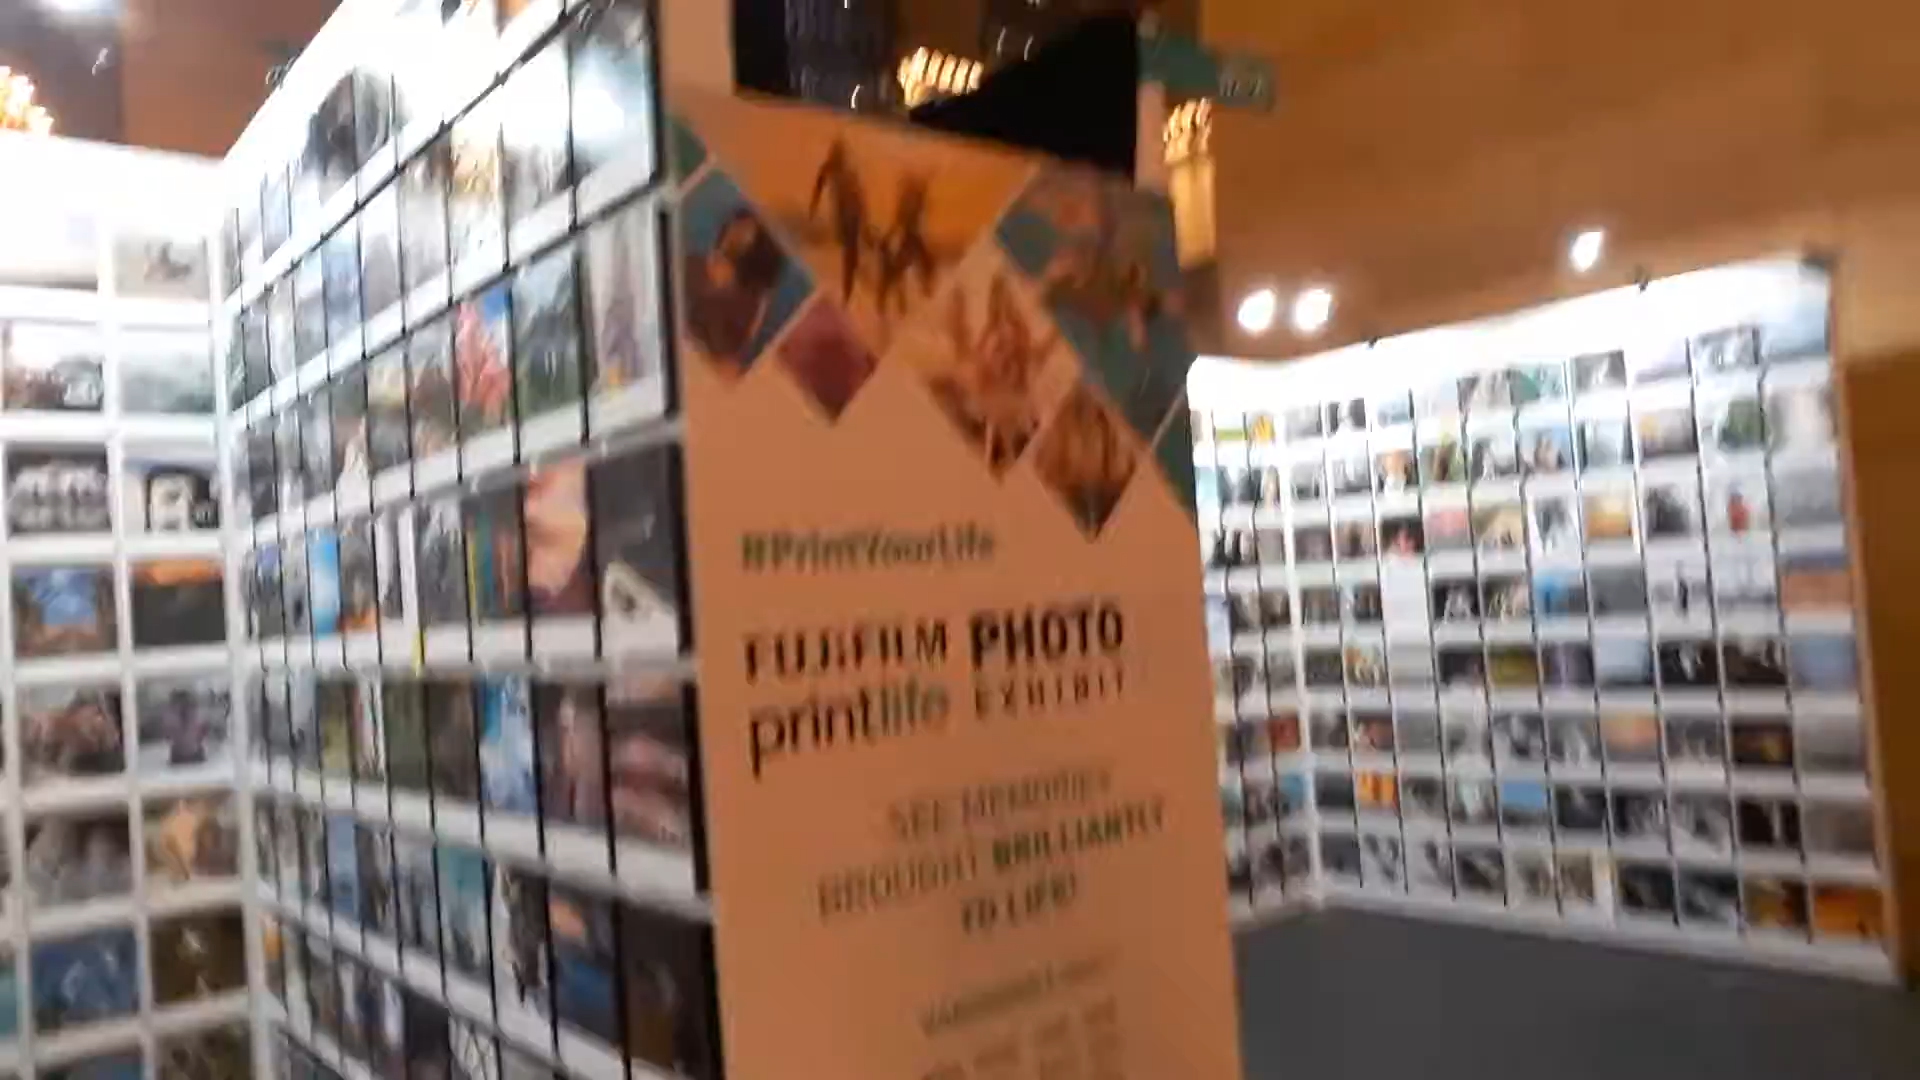 #PrintYourLife
FUJIFILM PHOTO
printlife EXHIBIT
SEE MEMORIES
BROUGHT BRILLIANTLY
TO LIFE!